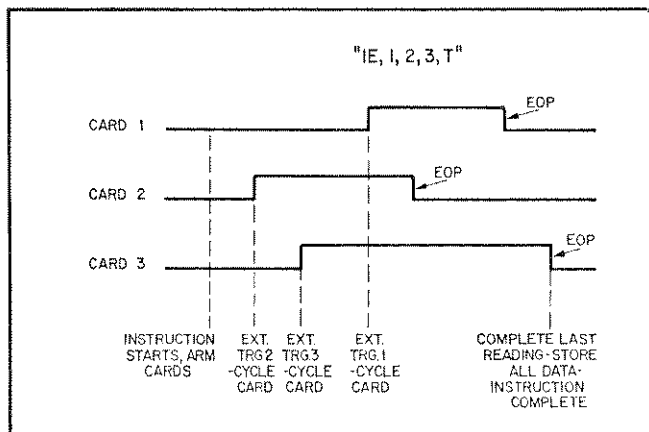 "IE, 1, 2, 3, T"
CARD 1
EOP
CARD 2
EOP
CARD 3
EOP
INSTRUCTION
STARTS, ARM
CARDS
EXT.
TRG.2
-CYCLE
CARD
EXT.
TRG.3
-CYCLE
CARD
EXT.
TRG.1
-CYCLE
CARD
COMPLETE LAST
READING-STORE
ALL DATA-
INSTRUCTION
COMPLETE